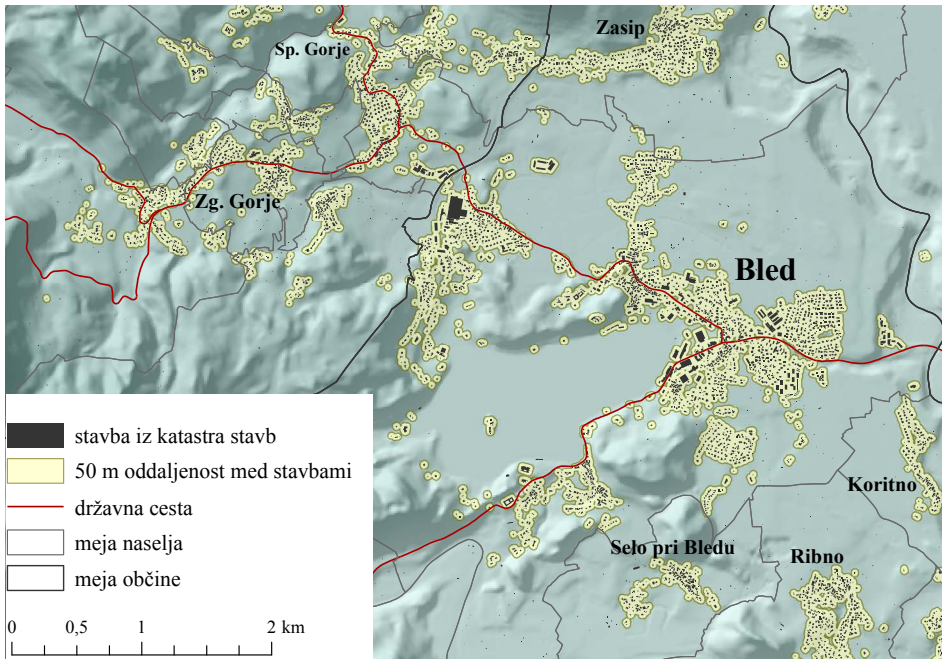 Zasip
Sp. Gorje
Zg. Gorje
Bled
Koritno
Selo pri Bledu
Ribno
stavba iz katastra stavb
50 m oddaljenost med stavbami
državna cesta
meja naselja
meja občine
0 0,5 1 2 km